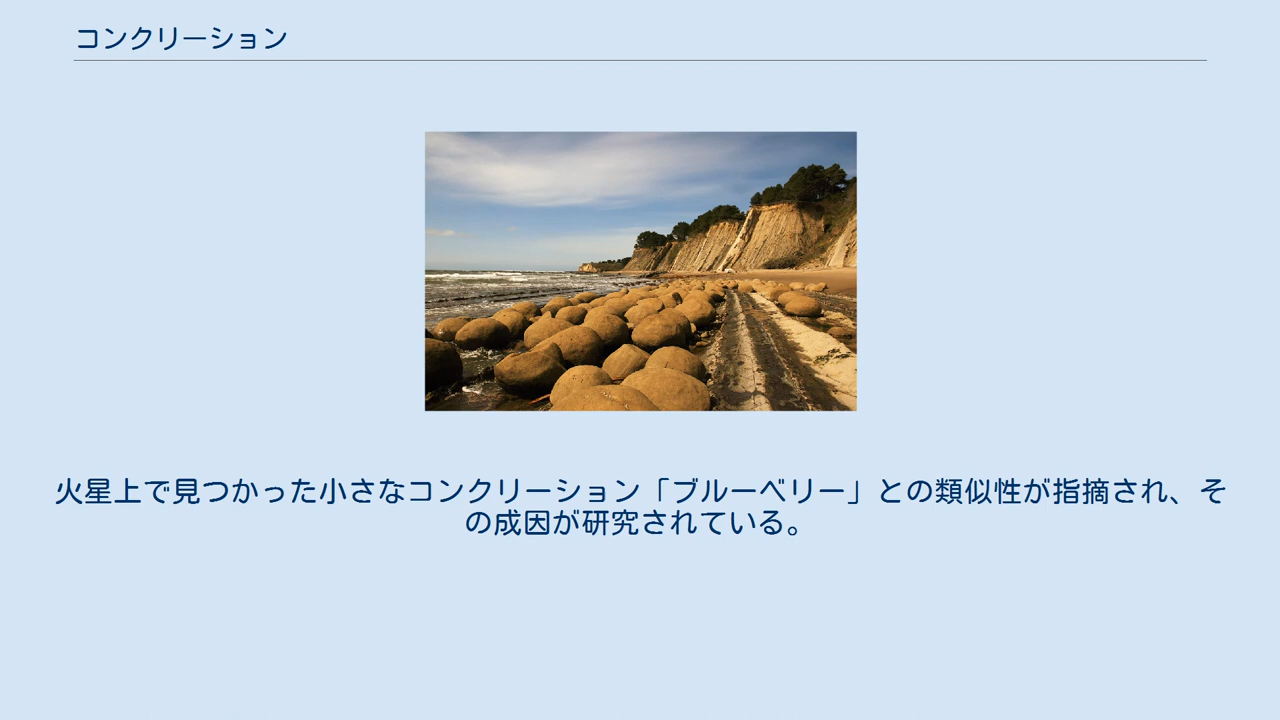 コンクリーション
火星上で見つかった小さなコンクリーション「ブルーベリー」との類似性が指摘され、そ
の成因が研究されている。